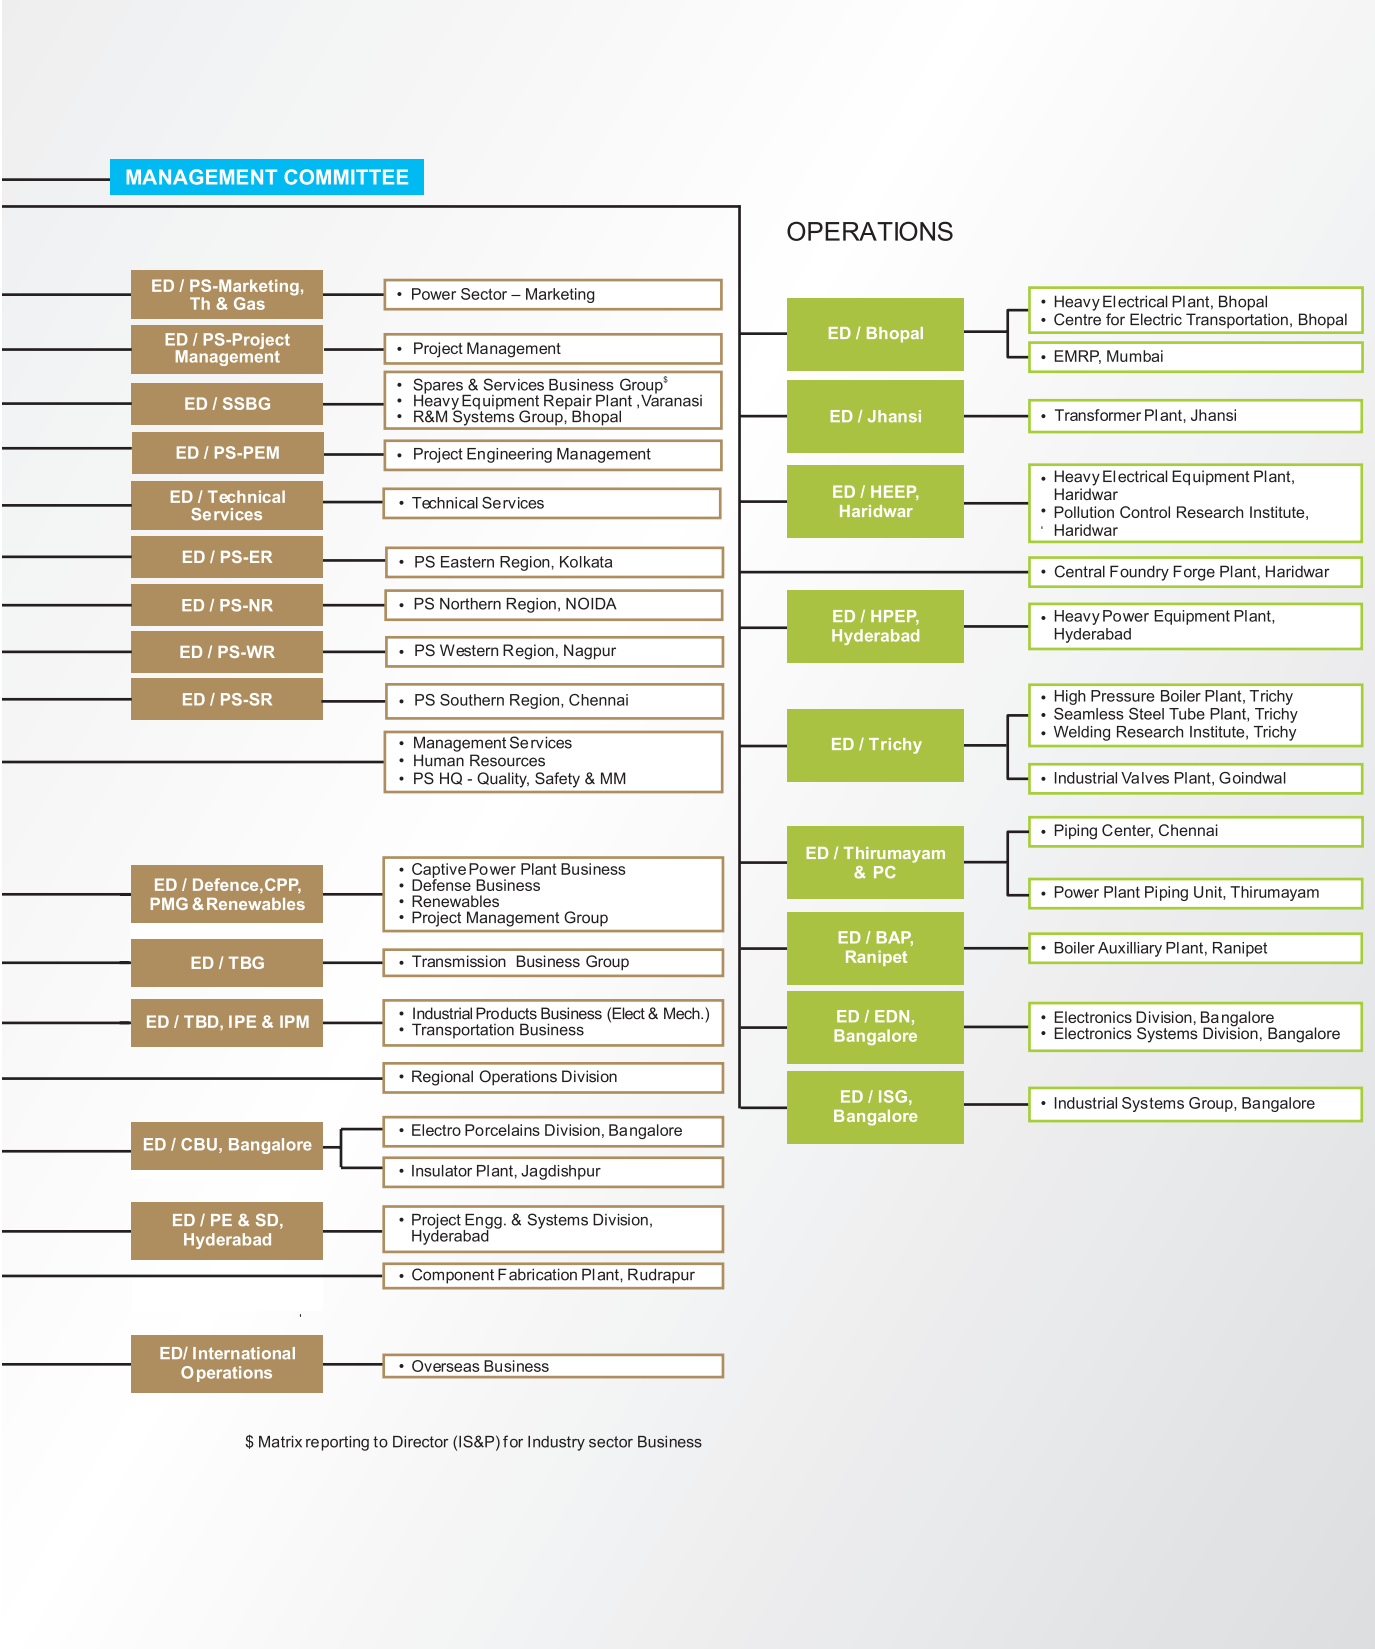 MANAGEMENT COMMITTEE
ED / PS-Marketing,
Th & Gas
• Power Sector – Marketing
ED / PS-Project
Management
• Project Management
ED / SSBG
• Spares & Services Business Group$
• Heavy Equipment Repair Plant ,Varanasi
• R&M Systems Group, Bhopal
ED / PS-PEM
• Project Engineering Management
ED / Technical
Services
• Technical Services
ED / PS-ER
• PS Eastern Region, Kolkata
ED / PS-NR
• PS Northern Region, NOIDA
ED / PS-WR
• PS Western Region, Nagpur
ED / PS-SR
• PS Southern Region, Chennai
• Management Services
• Human Resources
• PS HQ - Quality, Safety & MM
ED / Defence,CPP,
PMG & Renewables
• Captive Power Plant Business
• Defense Business
• Renewables
• Project Management Group
ED / TBG
• Transmission Business Group
ED / TBD, IPE & IPM
• Industrial Products Business (Elect & Mech.)
• Transportation Business
• Regional Operations Division
ED / CBU, Bangalore
• Electro Porcelains Division, Bangalore
• Insulator Plant, Jagdishpur
ED / PE & SD,
Hyderabad
• Project Engg. & Systems Division,
Hyderabad
• Component Fabrication Plant, Rudrapur
ED/ International
Operations
• Overseas Business
$ Matrix reporting to Director (IS&P) for Industry sector Business
OPERATIONS
ED / Bhopal
• Heavy Electrical Plant, Bhopal
• Centre for Electric Transportation, Bhopal
• EMRP, Mumbai
ED / Jhansi
• Transformer Plant, Jhansi
ED / HEEP,
Haridwar
• Heavy Electrical Equipment Plant,
Haridwar
• Pollution Control Research Institute,
Haridwar
• Central Foundry Forge Plant, Haridwar
ED / HPEP,
Hyderabad
• Heavy Power Equipment Plant,
Hyderabad
ED / Trichy
• High Pressure Boiler Plant, Trichy
• Seamless Steel Tube Plant, Trichy
• Welding Research Institute, Trichy
• Industrial Valves Plant, Goindwal
ED / Thirumayam
& PC
• Piping Center, Chennai
• Power Plant Piping Unit, Thirumayam
ED / BAP,
Ranipet
• Boiler Auxilliary Plant, Ranipet
ED / EDN,
Bangalore
• Electronics Division, Bangalore
• Electronics Systems Division, Bangalore
ED / ISG,
Bangalore
• Industrial Systems Group, Bangalore